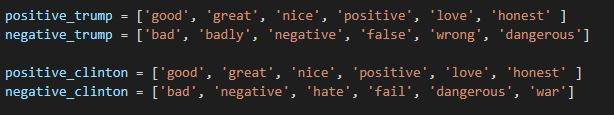 positive_trump = ['good', 'great', 'nice', 'positive', 'love', 'honest' ]
negative_trump = ['bad', 'badly', 'negative', 'false', 'wrong', 'dangerous']
positive_clinton = ['good', 'great', 'nice', 'positive', 'love', 'honest' ]
negative_clinton = ['bad', 'negative', 'hate', 'fail', 'dangerous', 'war']